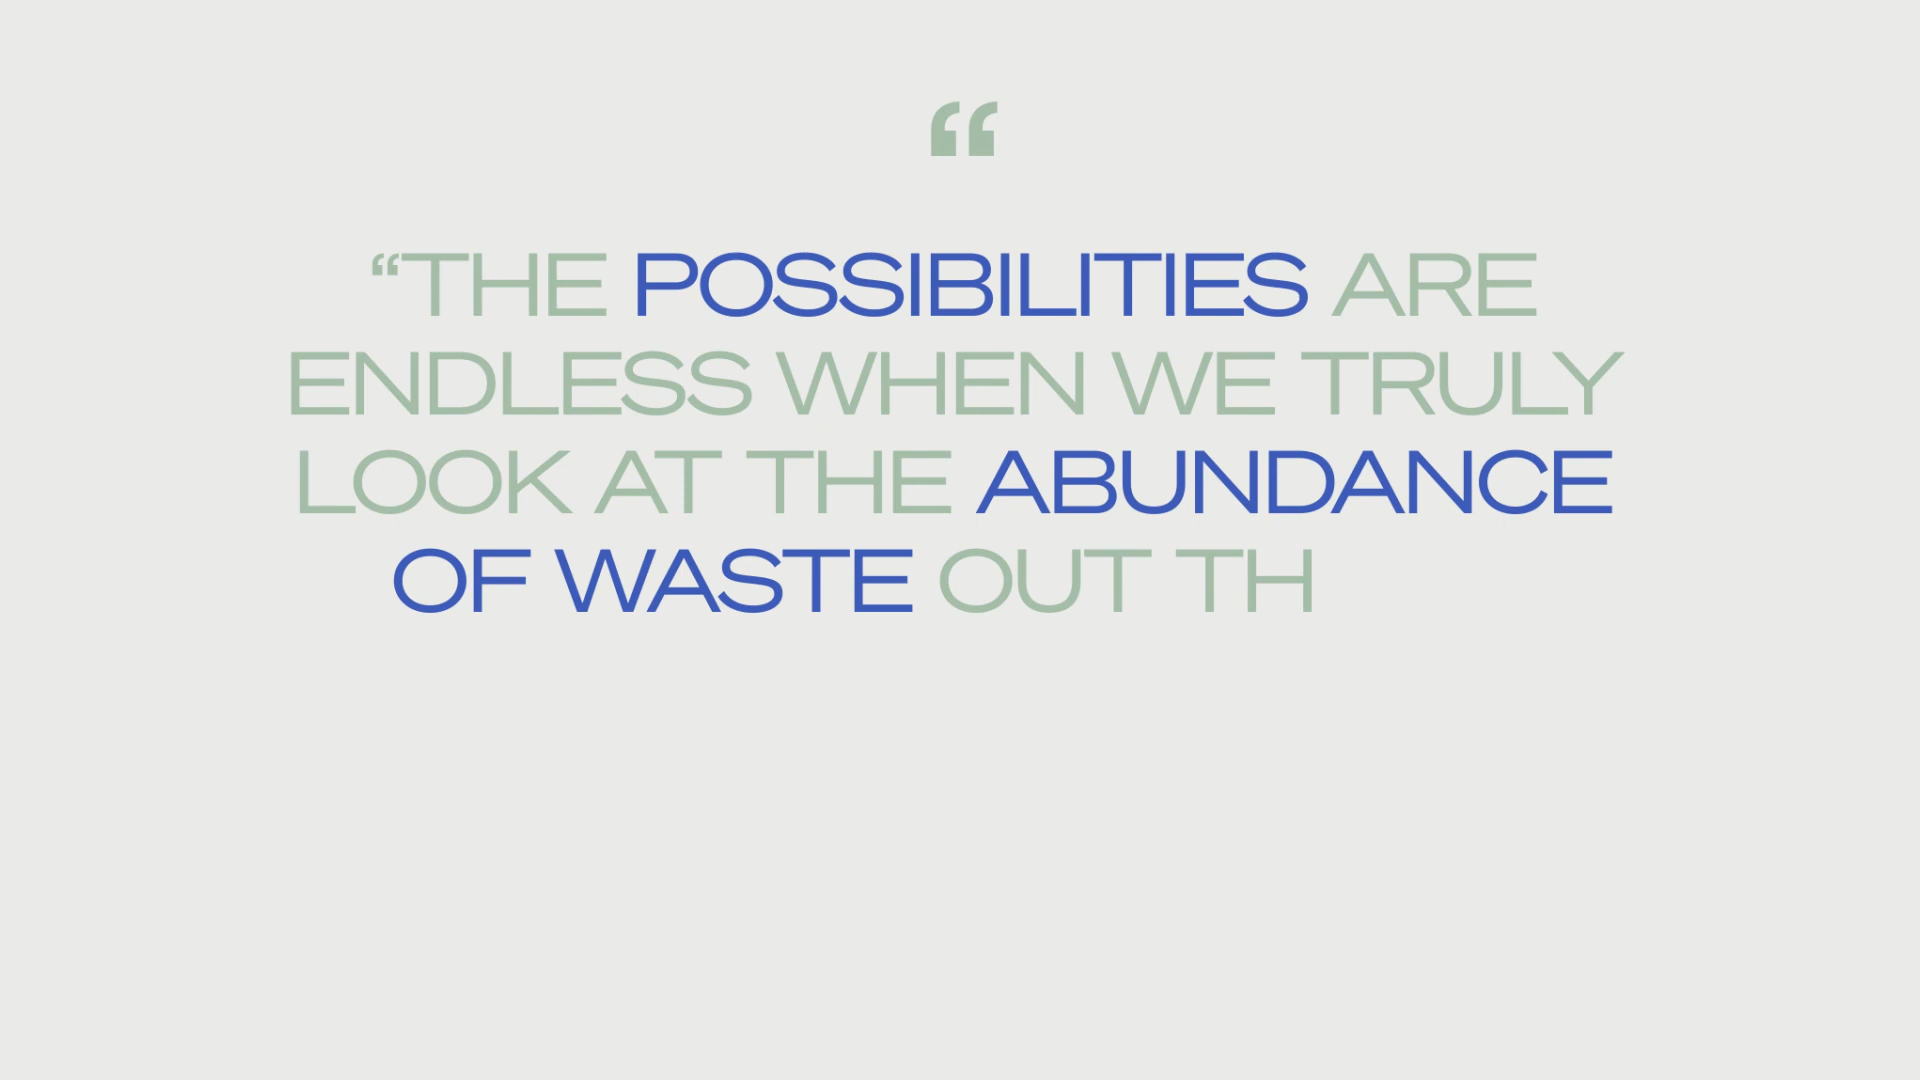 “
“THE POSSIBILITIES ARE
ENDLESS WHEN WE TRULY
LOOK AT THE ABUNDANCE
OF WASTE OUT TH